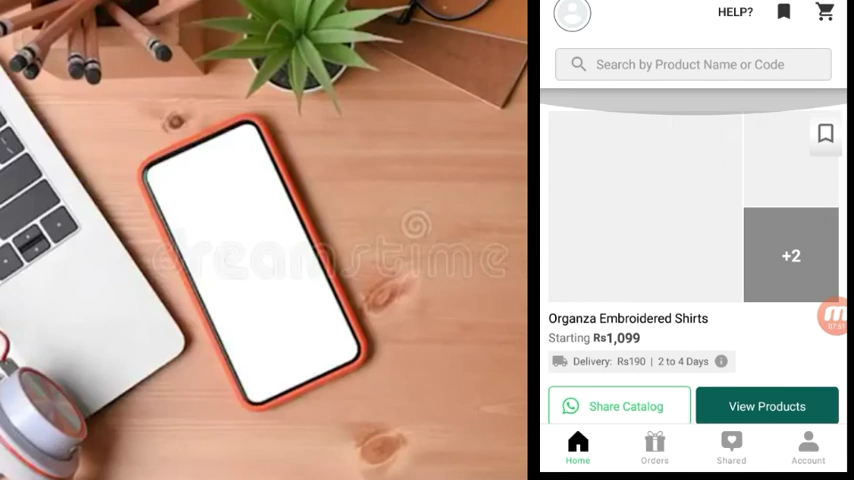 dreamstime
HELP?
Search by Product Name or Code
+2
Organza Embroidered Shirts
Starting Rs1,099
Delivery: Rs190 | 2 to 4 Days
Share Catalog
View Products
Home
Orders
Shared
Account